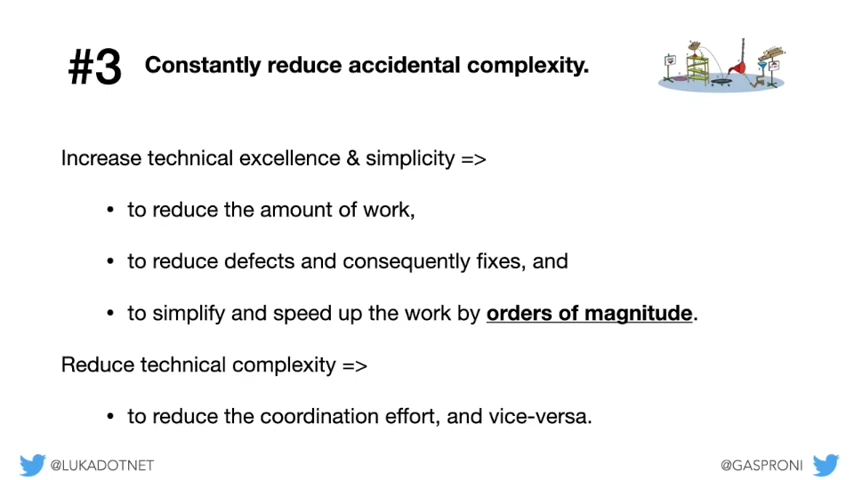 #3 Constantly reduce accidental complexity.
Increase technical excellence & simplicity =>
• to reduce the amount of work,
• to reduce defects and consequently fixes, and
• to simplify and speed up the work by orders of magnitude.
Reduce technical complexity =>
• to reduce the coordination effort, and vice-versa.
@LUKADOTNET
@GASPRONI